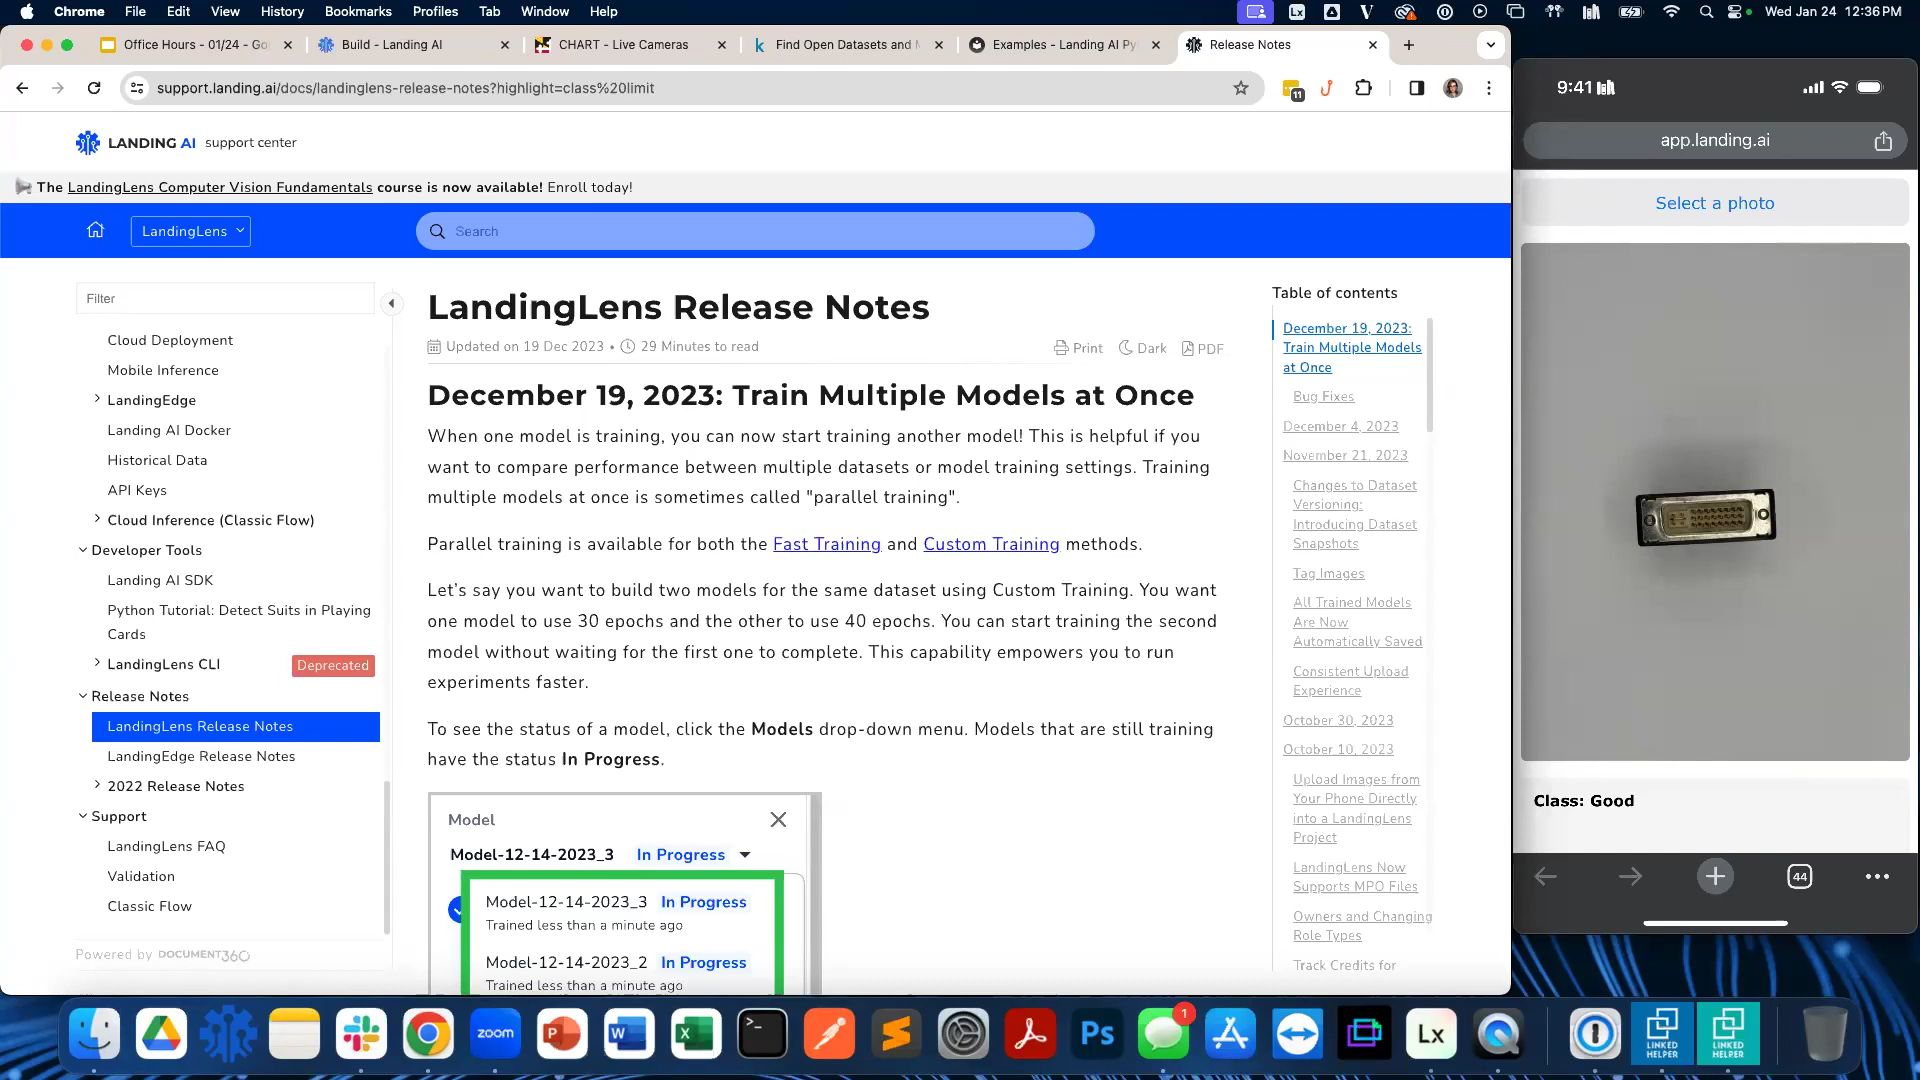 Chrome File Edit View History Bookmarks Profiles Tab Window Help
Wed Jan 24 12:36 PM
Office Hours - 01/24 - Go
Build - Landing AI
CHART - Live Cameras
Find Open Datasets and M
Examples - Landing AI Py
Release Notes
support.landing.ai/docs/landinglens-release-notes?highlight=class%20limit
11
LANDING AI support center
The LandingLens Computer Vision Fundamentals course is now available! Enroll today!
LandingLens
Search
Filter
Cloud Deployment
Mobile Inference
LandingEdge
Landing AI Docker
Historical Data
API Keys
Cloud Inference (Classic Flow)
Developer Tools
Landing AI SDK
Python Tutorial: Detect Suits in Playing
Cards
LandingLens CLI Deprecated
Release Notes
LandingLens Release Notes
LandingEdge Release Notes
2022 Release Notes
Support
LandingLens FAQ
Validation
Classic Flow
Powered by DOCUMENT360
LandingLens Release Notes
Updated on 19 Dec 2023 • 29 Minutes to read
Print Dark PDF
December 19, 2023: Train Multiple Models at Once
When one model is training, you can now start training another model! This is helpful if you
want to compare performance between multiple datasets or model training settings. Training
multiple models at once is sometimes called "parallel training".
Parallel training is available for both the Fast Training and Custom Training methods.
Let’s say you want to build two models for the same dataset using Custom Training. You want
one model to use 30 epochs and the other to use 40 epochs. You can start training the second
model without waiting for the first one to complete. This capability empowers you to run
experiments faster.
To see the status of a model, click the Models drop-down menu. Models that are still training
have the status In Progress.
Model
Model-12-14-2023_3 In Progress
Model-12-14-2023_3 In Progress
Trained less than a minute ago
Model-12-14-2023_2 In Progress
Trained less than a minute ago
Table of contents
December 19, 2023:
Train Multiple Models
at Once
Bug Fixes
December 4, 2023
November 21, 2023
Changes to Dataset
Versioning:
Introducing Dataset
Snapshots
Tag Images
All Trained Models
Are Now
Automatically Saved
Consistent Upload
Experience
October 30, 2023
October 10, 2023
Upload Images from
Your Phone Directly
into a LandingLens
Project
LandingLens Now
Supports MPO Files
Owners and Changing
Role Types
Track Credits for
9:41
app.landing.ai
Select a photo
Class: Good
44
zoom
P
W
X
Ps
1
Lx
LINKED
HELPER
LINKED
HELPER